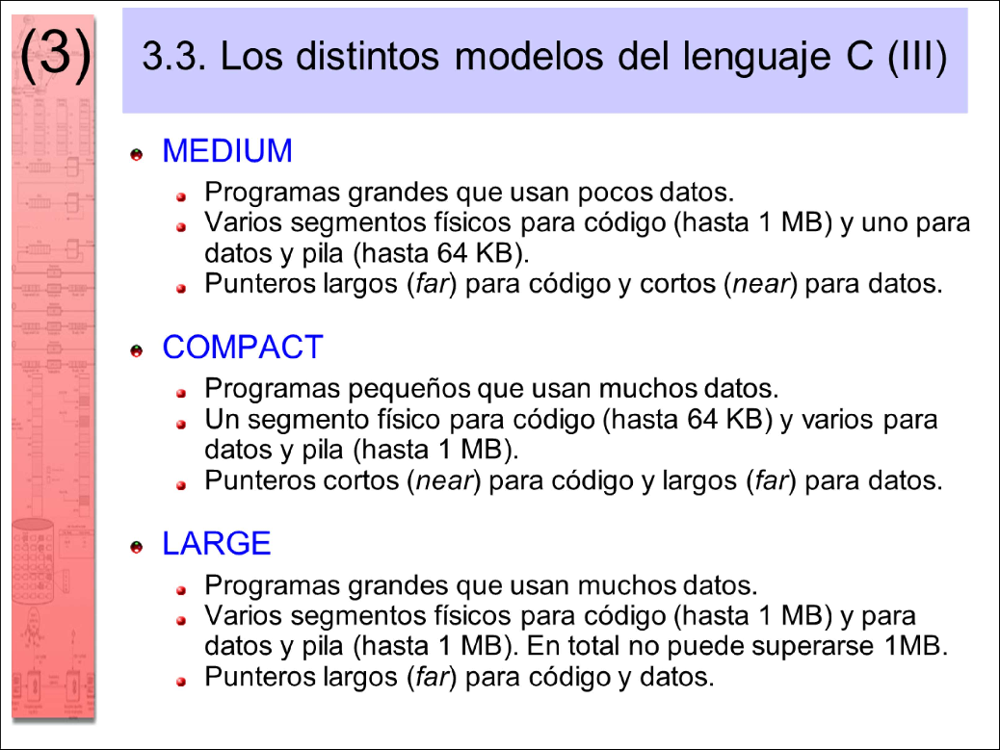 (3)
3.3. Los distintos modelos del lenguaje C (III)
MEDIUM
Programas grandes que usan pocos datos.
Varios segmentos físicos para código (hasta 1 MB) y uno para
datos y pila (hasta 64 KB).
Punteros largos (far) para código y cortos (near) para datos.
COMPACT
Programas pequeños que usan muchos datos.
Un segmento físico para código (hasta 64 KB) y varios para
datos y pila (hasta 1 MB).
Punteros cortos (near) para código y largos (far) para datos.
LARGE
Programas grandes que usan muchos datos.
Varios segmentos físicos para código (hasta 1 MB) y para
datos y pila (hasta 1 MB). En total no puede superarse 1MB.
Punteros largos (far) para código y datos.